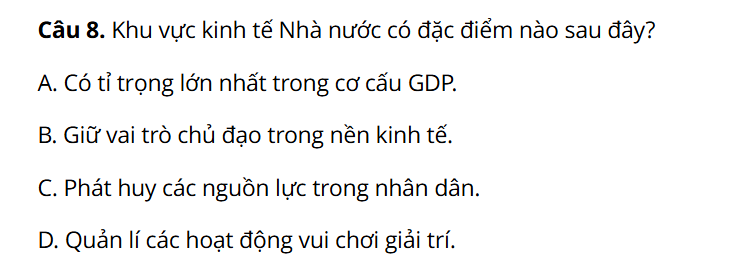 Câu 8. Khu vực kinh tế Nhà nước có đặc điểm nào sau đây?
A. Có tỉ trọng lớn nhất trong cơ cấu GDP.
B. Giữ vai trò chủ đạo trong nền kinh tế.
C. Phát huy các nguồn lực trong nhân dân.
D. Quản lí các hoạt động vui chơi giải trí.